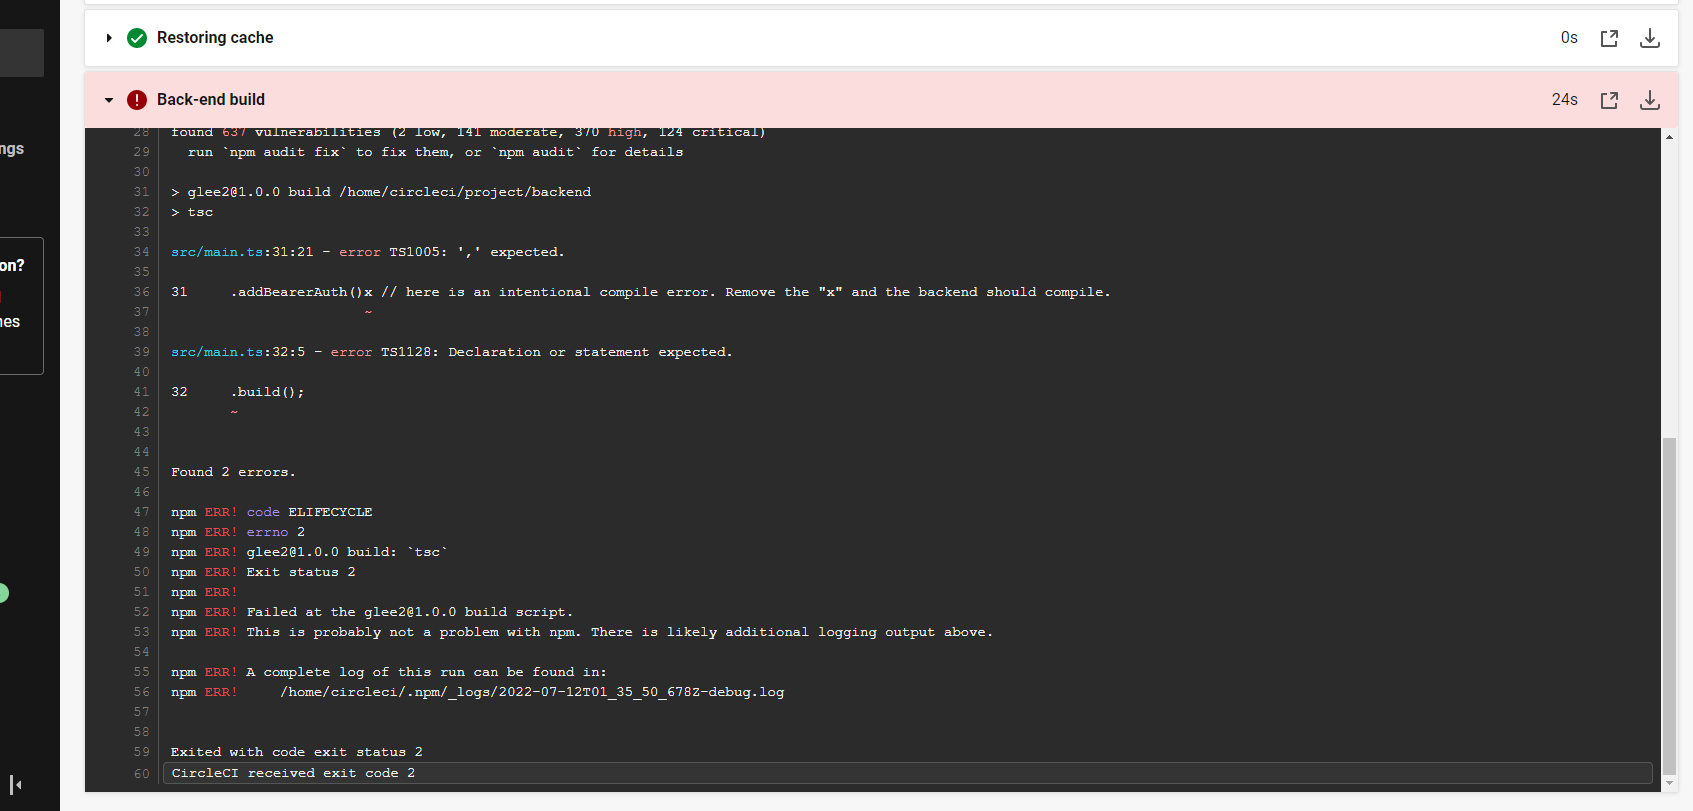 Restoring cache
0s
Back-end build
24s
ngs
on?
nes
28 found 637 vulnerabilities (2 low, 141 moderate, 370 high, 124 critical)
29 run `npm audit fix` to fix them, or `npm audit` for details
30
31 > glee2@1.0.0 build /home/circleci/project/backend
32 > tsc
33
34 src/main.ts:31:21 - error TS1005: ',' expected.
35
36 31 .addBearerAuth()x // here is an intentional compile error. Remove the "x" and the backend should compile.
37 ~
38
39 src/main.ts:32:5 - error TS1128: Declaration or statement expected.
40
41 32 .build();
42 ~
43
44
45 Found 2 errors.
46
47 npm ERR! code ELIFECYCLE
48 npm ERR! errno 2
49 npm ERR! glee2@1.0.0 build: `tsc`
50 npm ERR! Exit status 2
51 npm ERR!
52 npm ERR! Failed at the glee2@1.0.0 build script.
53 npm ERR! This is probably not a problem with npm. There is likely additional logging output above.
54
55 npm ERR! A complete log of this run can be found in:
56 npm ERR! /home/circleci/.npm/_logs/2022-07-12T01_35_50_678Z-debug.log
57
58
59 Exited with code exit status 2
60 CircleCI received exit code 2